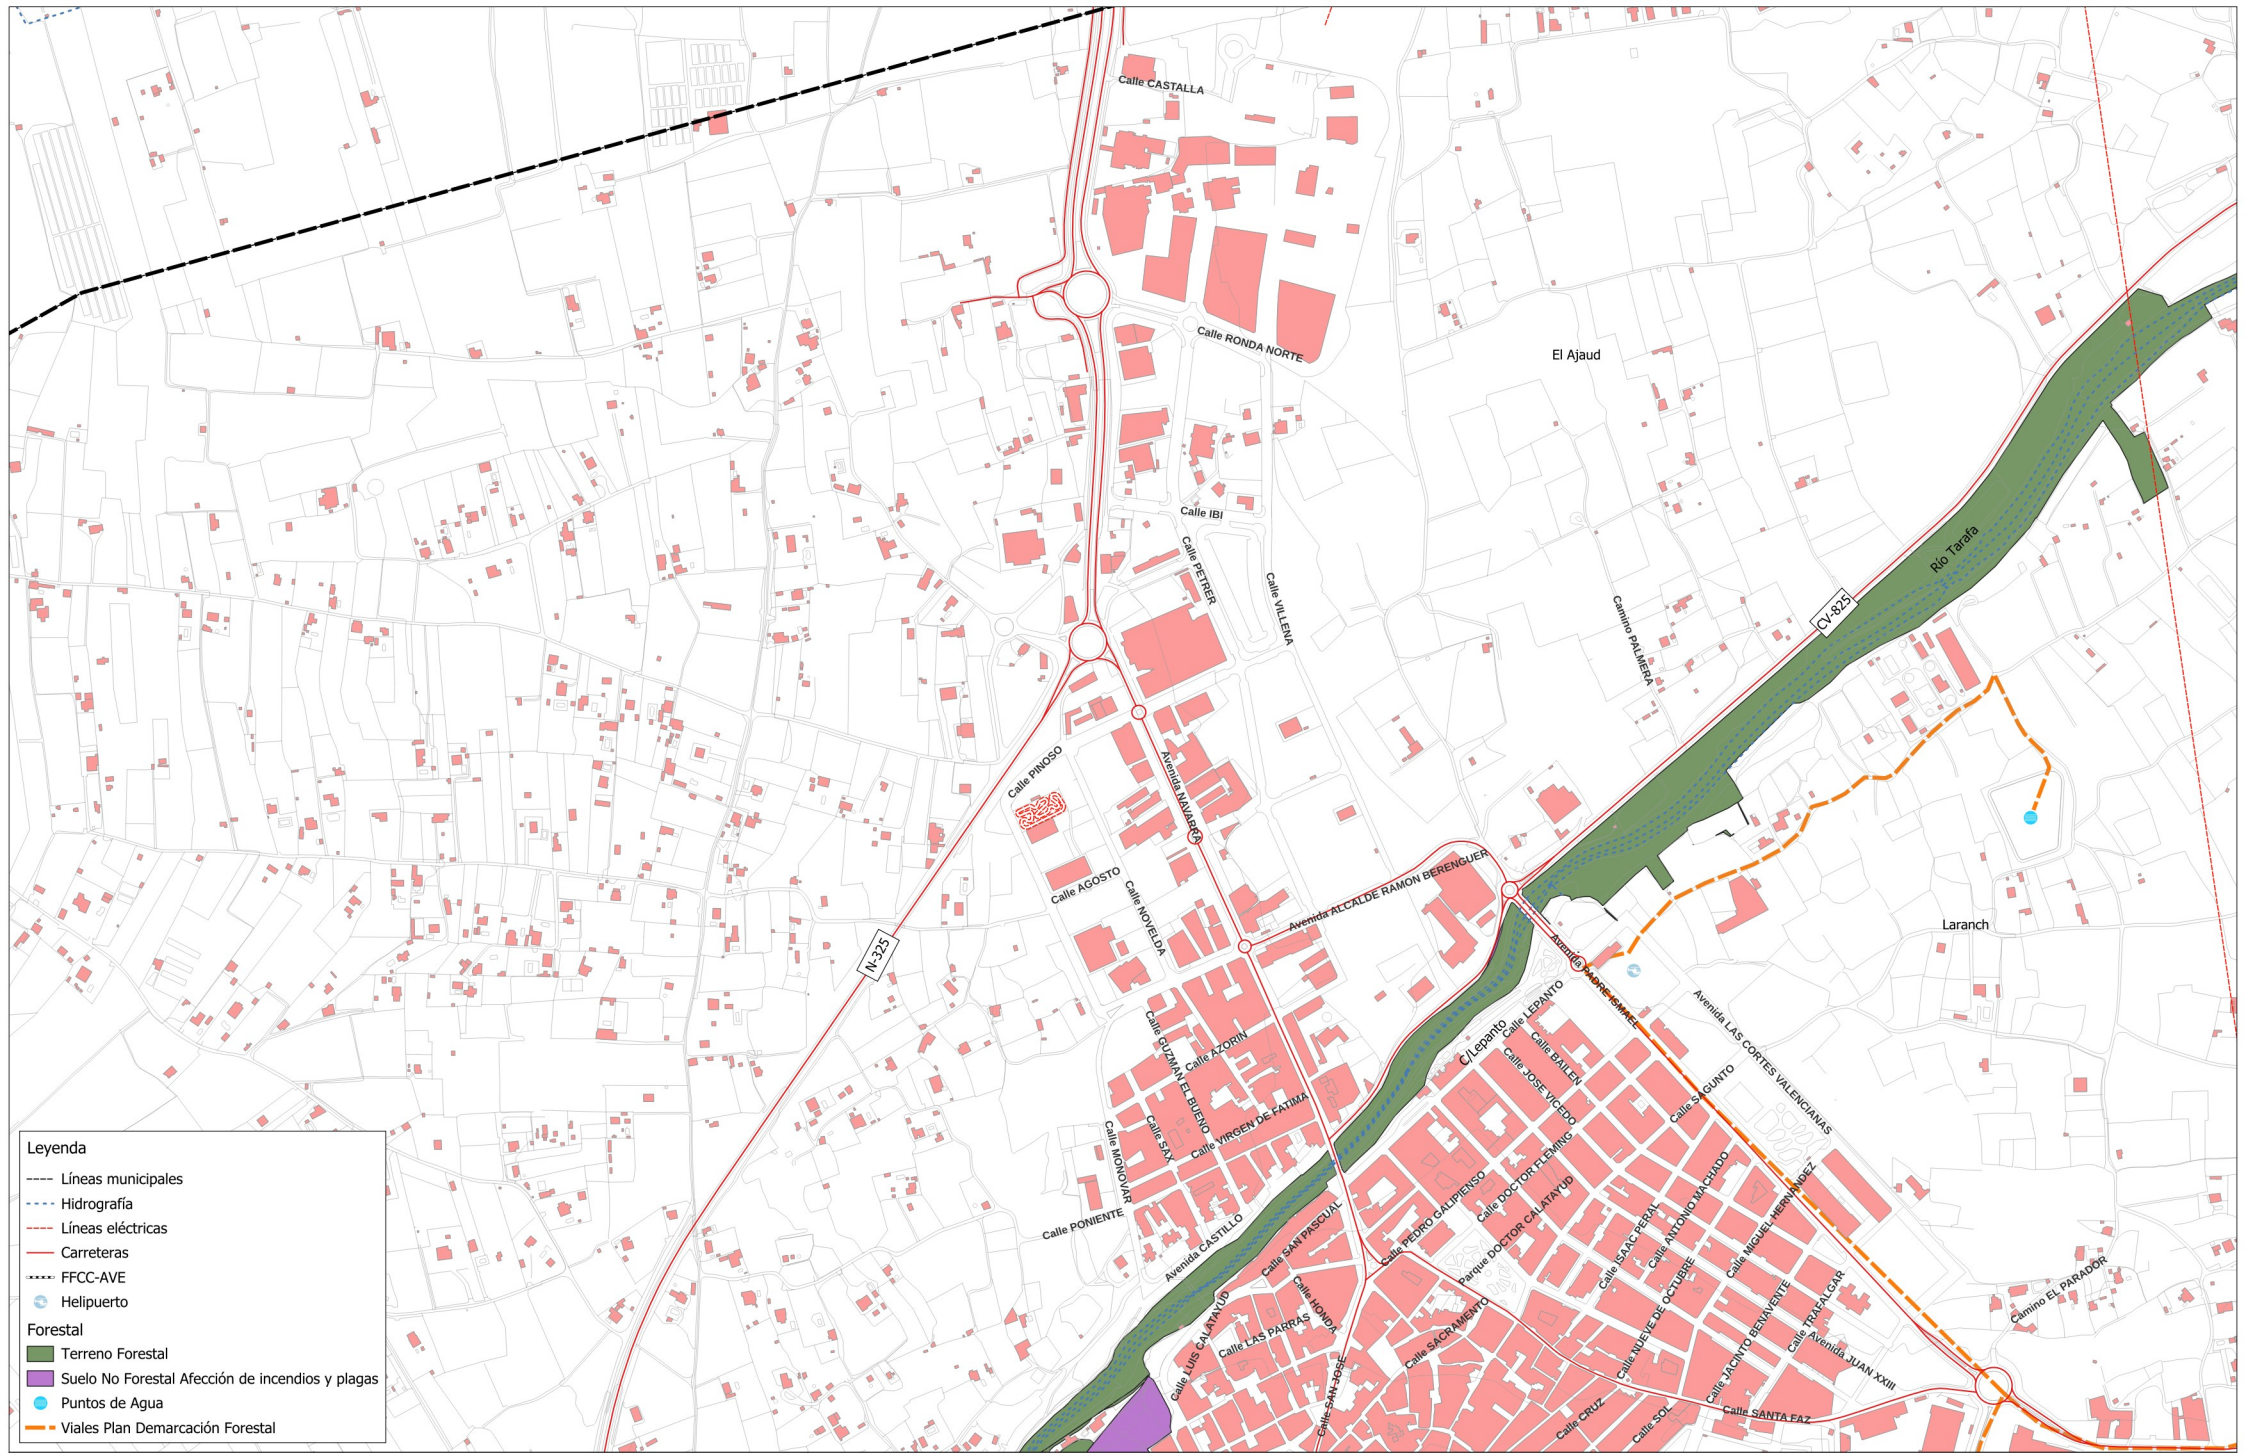 Calle CASTALLA
Calle RONDA NORTE
El Ajaud
Calle IBI
Calle PETRER
Calle VILLENA
Río Tarafa
CV-825
Camino PALMERA
Calle PINOSO
Avenida NAVARRA
Calle AGOSTO
Calle NOVELDA
Avenida ALCALDE RAMON BERENGUER
N-325
Laranch
Avenida PADRE ISMAEL
Calle LEPANTO
C/Lepanto
Avenida LAS CORTES VALENCIANAS
Calle GUZMAN EL BUENO
Calle AZORIN
Calle BAILEN
Calle JOSE VICEDO
Calle SAGUNTO
Calle VIRGEN DE FATIMA
Calle SAX
Calle MONOVAR
Calle DOCTOR FLEMING
Calle PEDRO GALIPIENSO
Parque DOCTOR CALATAYUD
Calle ISAAC PERAL
Calle ANTONIO MACHADO
Calle MIGUEL HERNANDEZ
Calle PONIENTE
Avenida CASTILLO
Calle SAN PASCUAL
Calle HONDA
Calle LUIS CALATAYUD
Calle LAS PARRAS
Calle SACRAMENTO
Calle NUEVE DE OCTUBRE
Calle JACINTO BENAVENTE
Calle TRAFALGAR
Avenida JUAN XXIII
Camino EL PARADOR
Calle SAN JOSE
Calle CRUZ
Calle SOL
Calle SANTA FAZ
Leyenda
Líneas municipales
Hidrografía
Líneas eléctricas
Carreteras
FFCC-AVE
Helipuerto
Forestal
Terreno Forestal
Suelo No Forestal Afección de incendios y plagas
Puntos de Agua
Viales Plan Demarcación Forestal